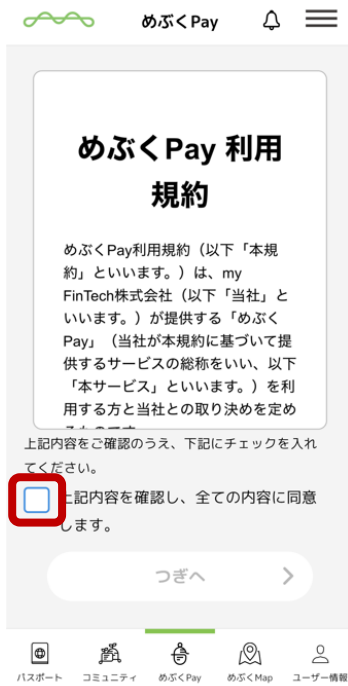 めぶくPay
めぶくPay 利用
規約
めぶくPay利用規約（以下「本規
約」といいます。）は、my
FinTech株式会社（以下「当社」と
いいます。）が提供する「めぶく
Pay」（当社が本規約に基づいて提
供するサービスの総称をいい、以下
「本サービス」といいます。）を利
用する方と当社との取り決めを定め
るものです。
上記内容をご確認のうえ、下記にチェックを入れ
てください。
上記内容を確認し、全ての内容に同意
します。
つぎへ
パスポート コミュニティ めぶくPay めぶくMap ユーザー情報